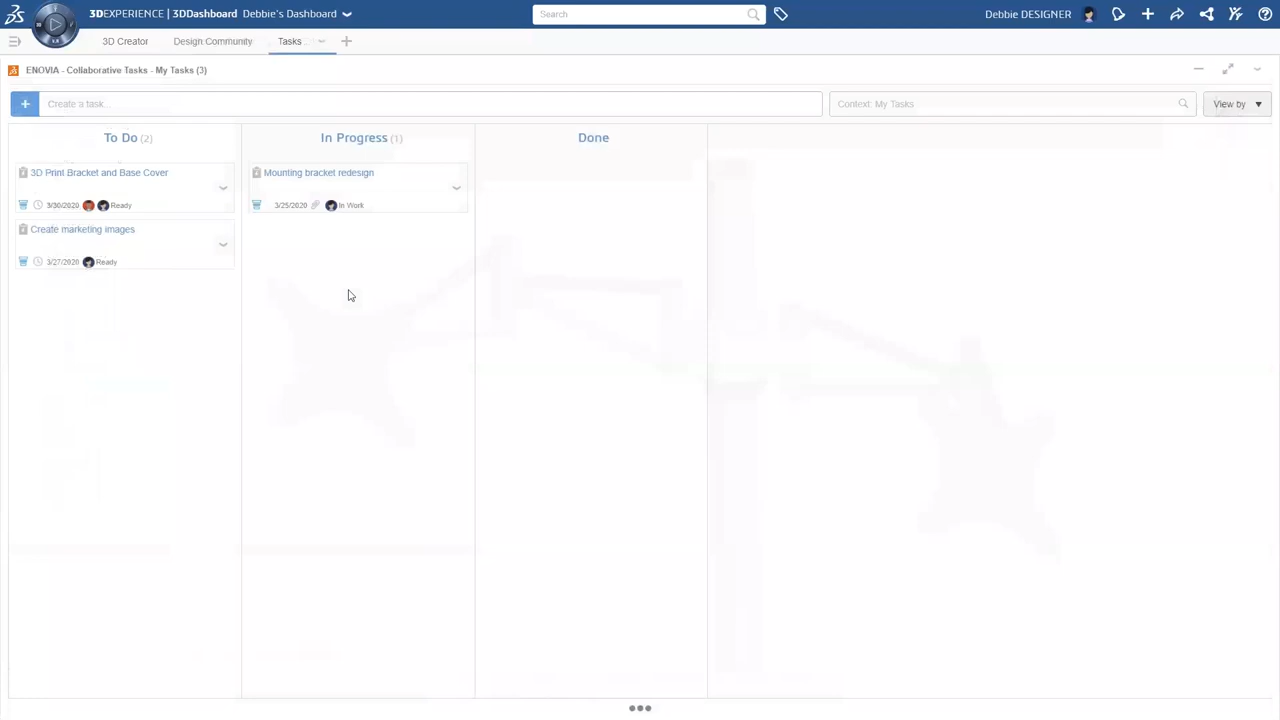 3DEXPERIENCE | 3DDashboard Debbie's Dashboard
Search
Debbie DESIGNER
3D Creator
Design Community
Tasks
ENOVIA - Collaborative Tasks - My Tasks (3)
Create a task...
Context: My Tasks
View by
To Do (2)
In Progress (1)
Done
3D Print Bracket and Base Cover
3/30/2020 Ready
Create marketing images
3/27/2020 Ready
Mounting bracket redesign
3/25/2020 In Work